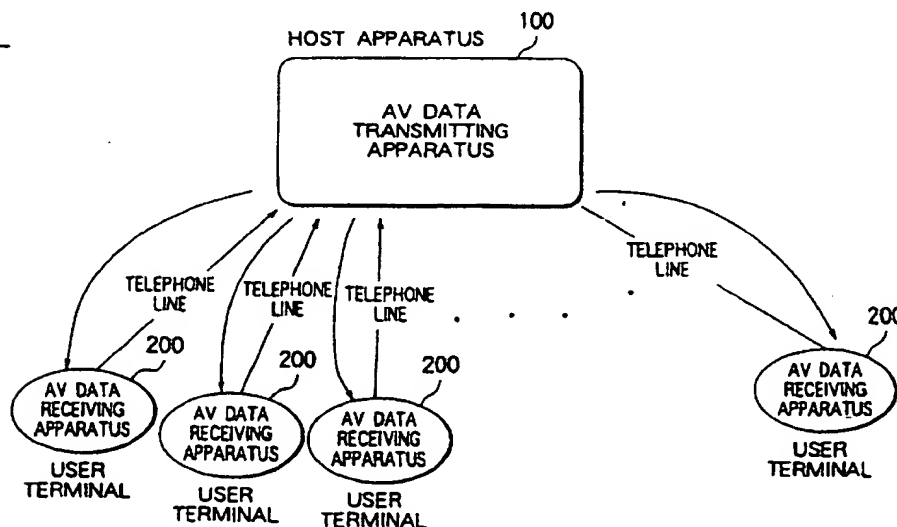 HOST APPARATUS
100
AV DATA
TRANSMITTING
APPARATUS
TELEPHONE
LINE
TELEPHONE
LINE
TELEPHONE
LINE
TELEPHONE
LINE
200
AV DATA
RECEIVING
APPARATUS
USER
TERMINAL
200
AV DATA
RECEIVING
APPARATUS
USER
TERMINAL
200
AV DATA
RECEIVING
APPARATUS
USER
TERMINAL
200
AV DATA
RECEIVING
APPARATUS
USER
TERMINAL